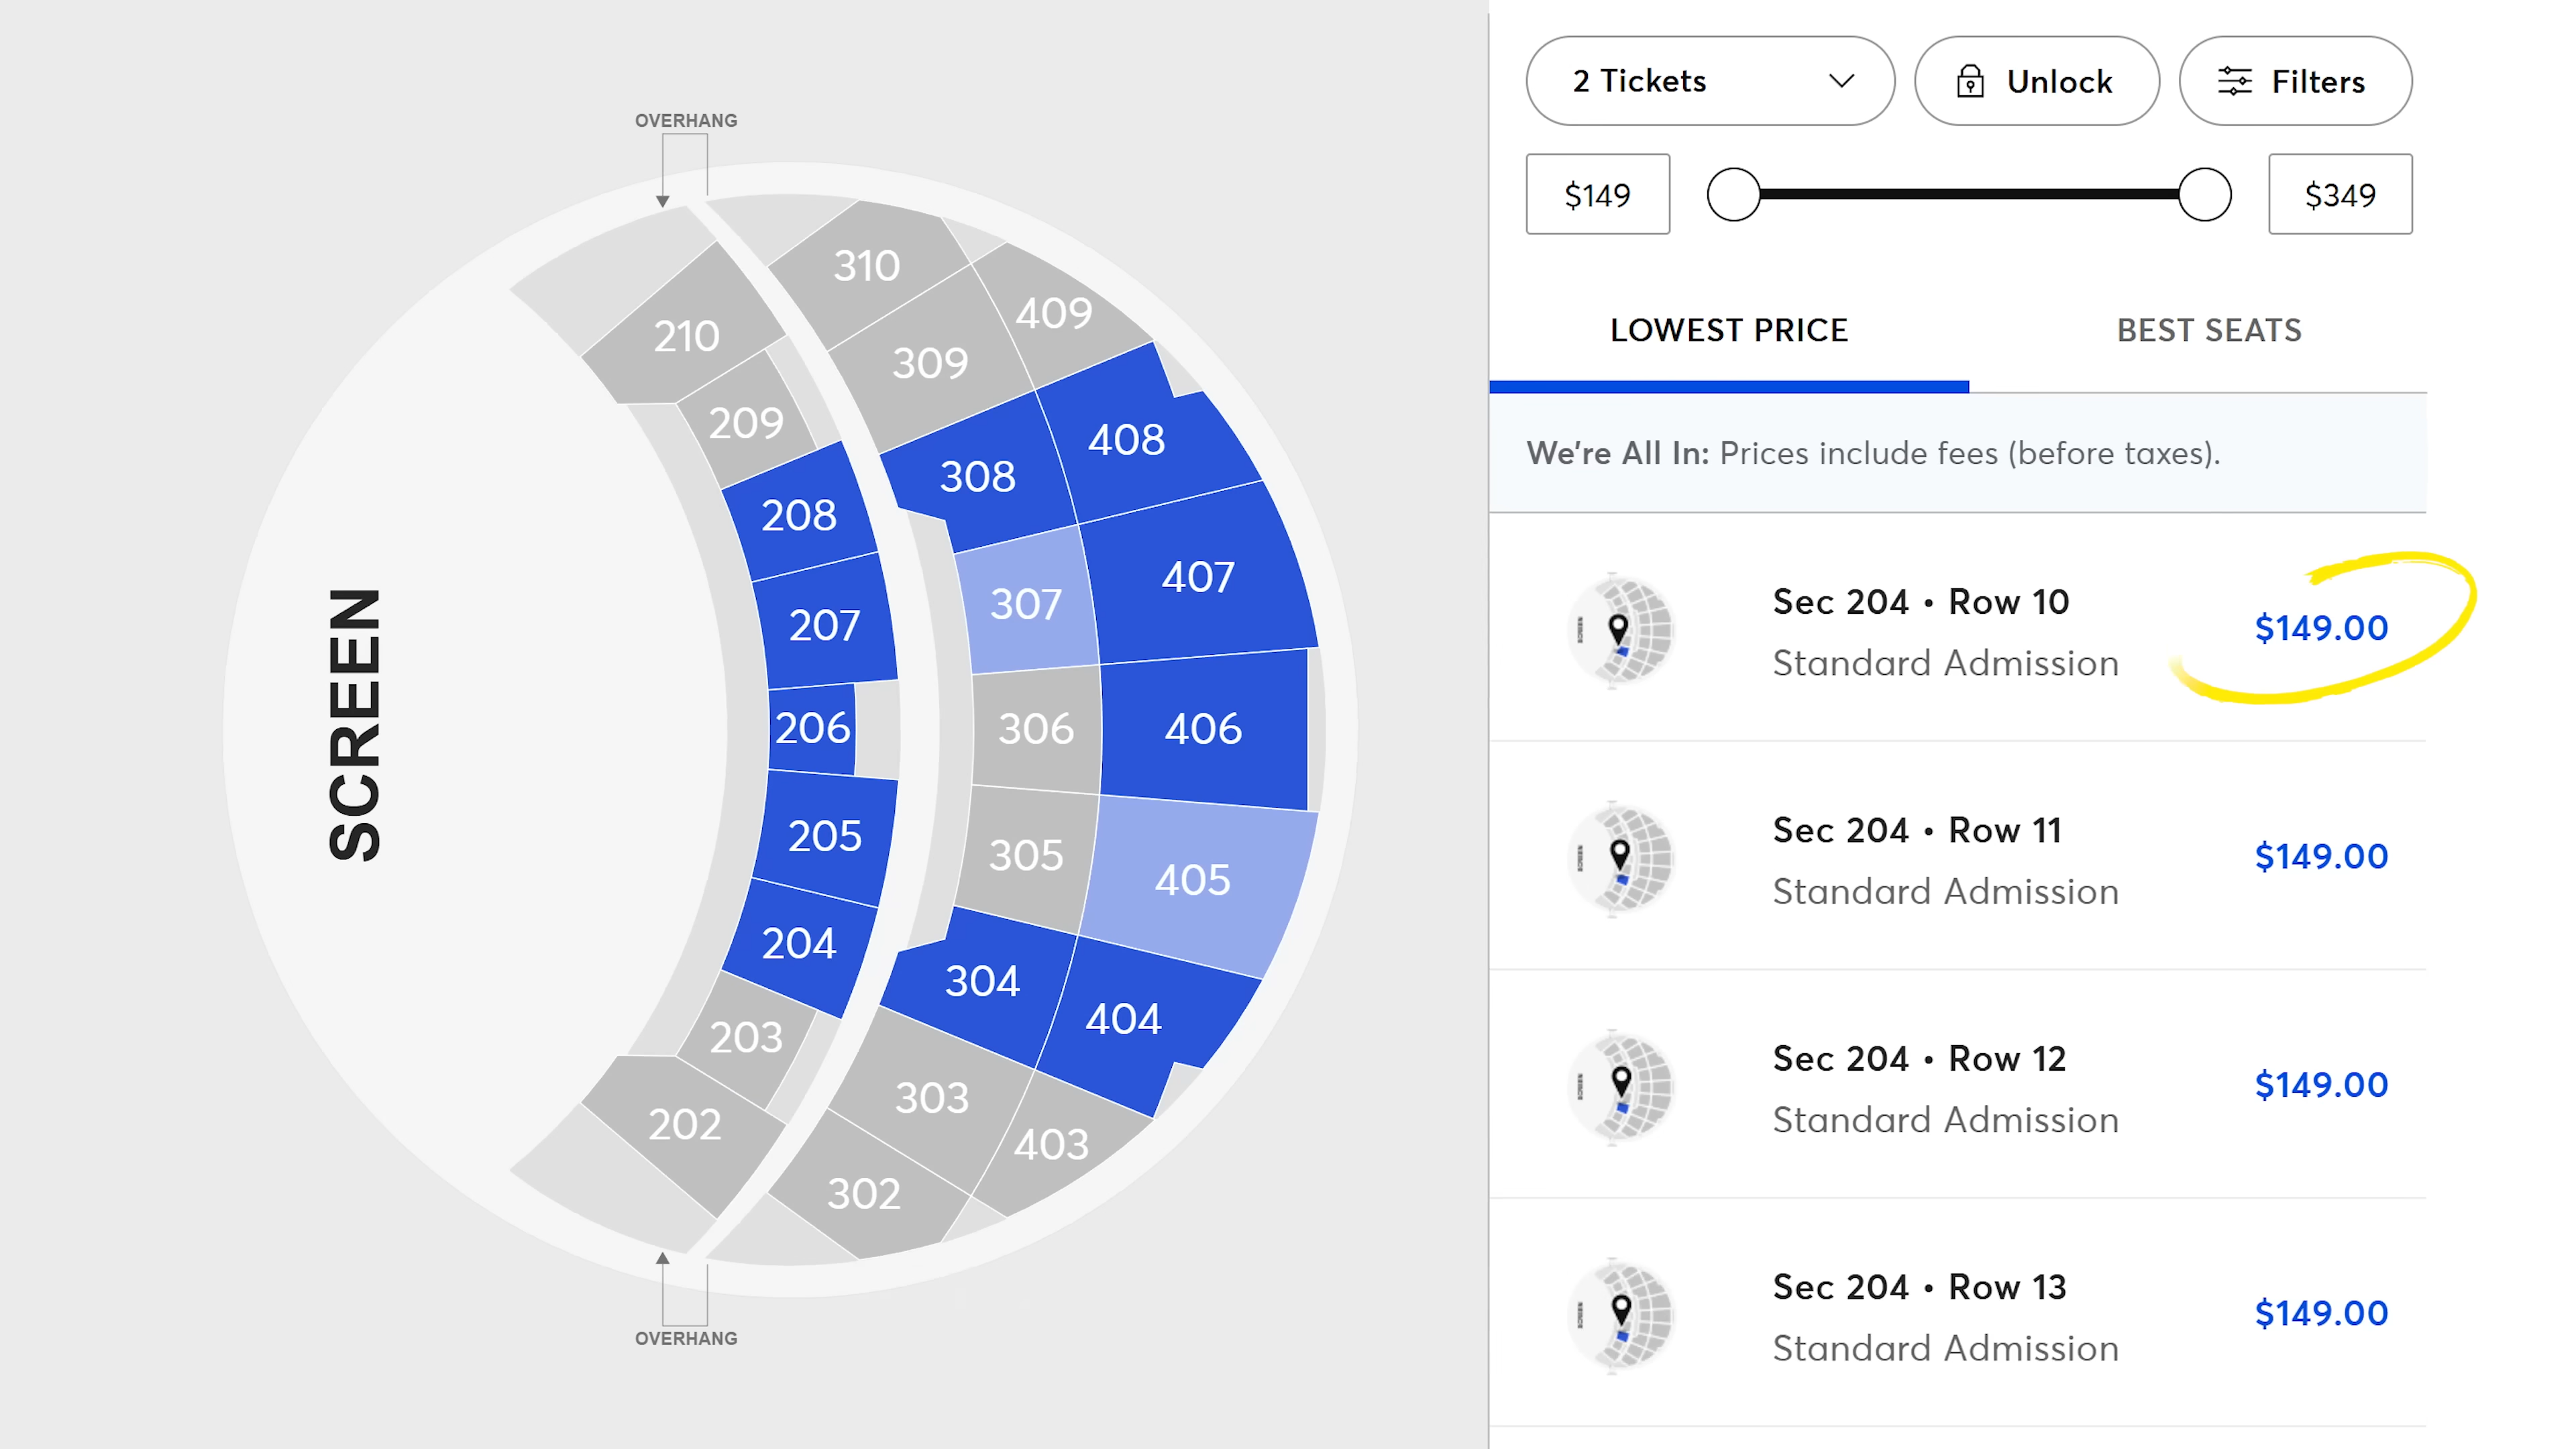 OVERHANG
310
409
210
309
209
408
308
208
407
307
207
SCREEN
206
306
406
205
305
405
204
304
404
203
303
403
202
302
OVERHANG
2 Tickets
Unlock
Filters
$149
$349
LOWEST PRICE
BEST SEATS
We're All In: Prices include fees (before taxes).
Sec 204 • Row 10
Standard Admission
$149.00
Sec 204 • Row 11
Standard Admission
$149.00
Sec 204 • Row 12
Standard Admission
$149.00
Sec 204 • Row 13
Standard Admission
$149.00